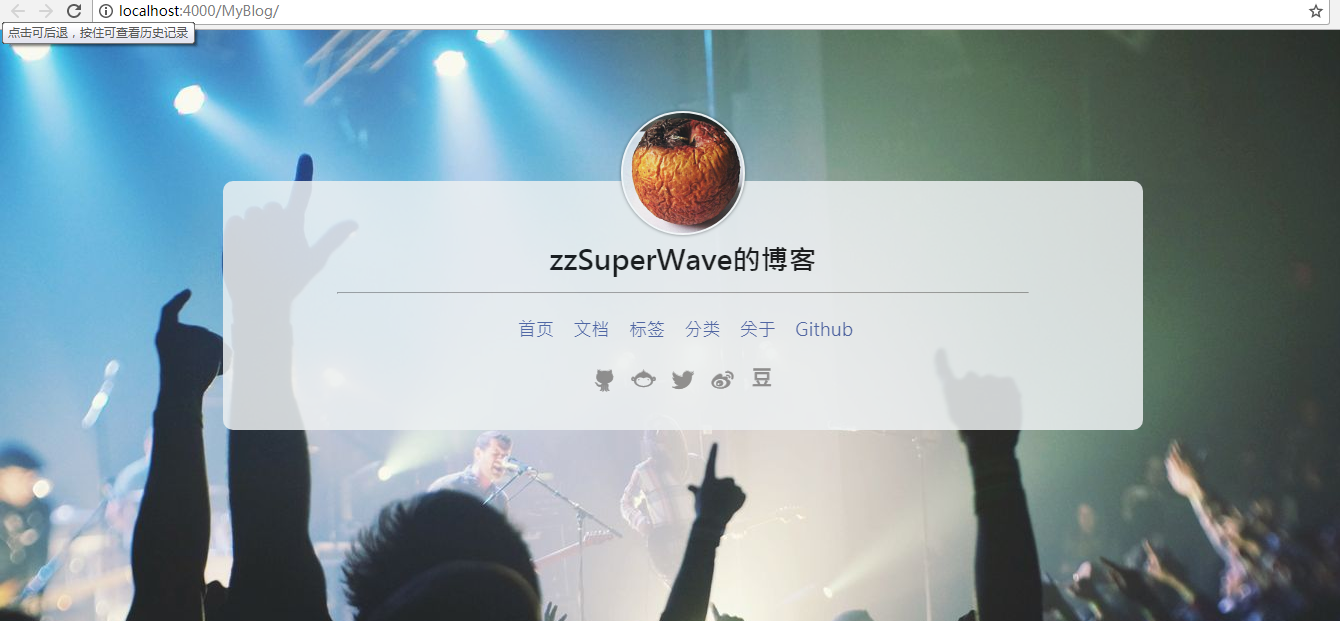 localhost:4000/MyBlog/
点击可后退，按住可查看历史记录
zzSuperWave的博客
首页 文档 标签 分类 关于 Github
豆